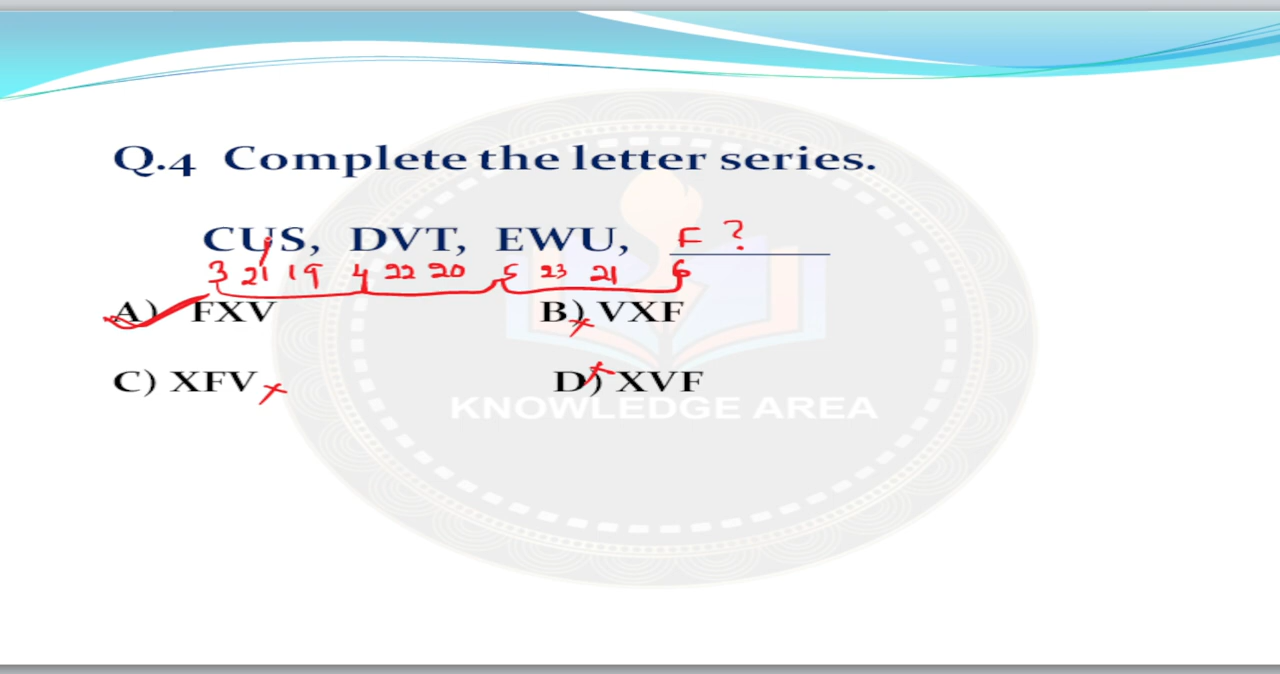 Q.4 Complete the letter series.
CUS, DVT, EWU, F ?
3 21 19 4 22 20 5 23 21 6
A) FXV B) VXF
C) XFV D) XVF
KNOWLEDGE AREA